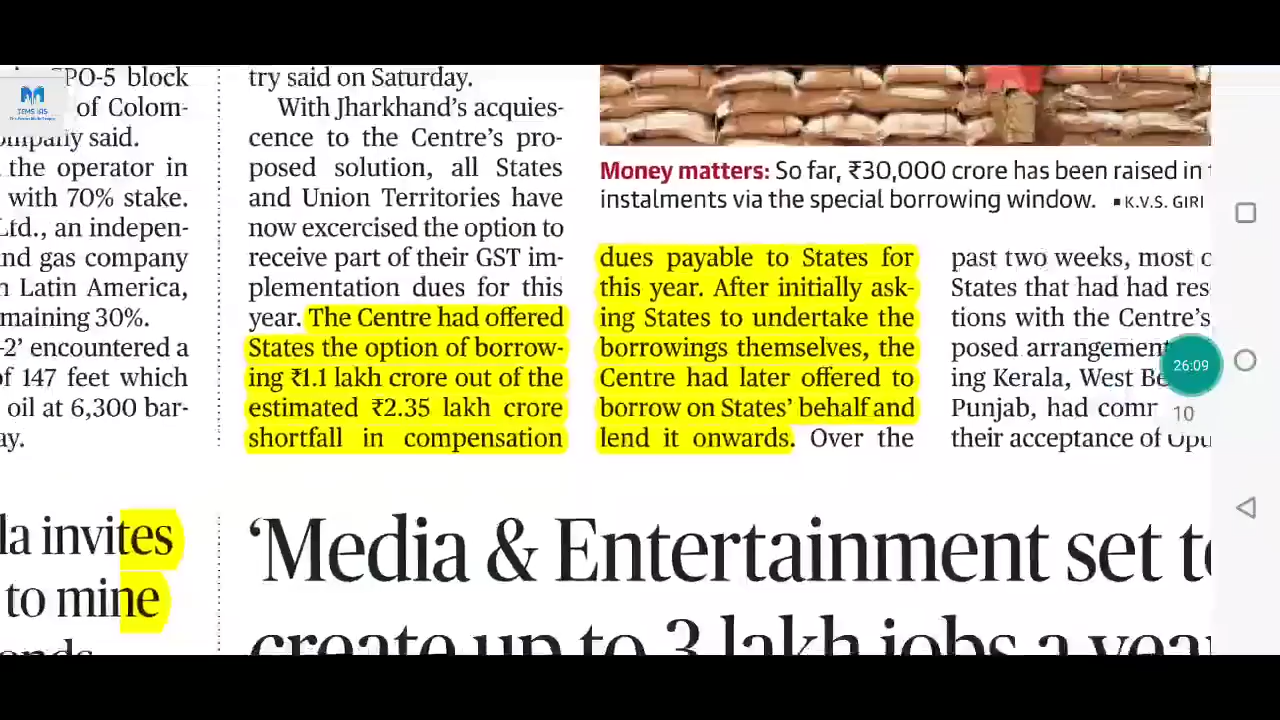 PO-5 block
of Colom-
mpany said.
the operator in
with 70% stake.
Ltd., an indepen-
nd gas company
Latin America,
maining 30%.
-2’ encountered a
of 147 feet which
oil at 6,300 bar-
ay.
try said on Saturday.
With Jharkhand’s acquies-
cence to the Centre’s pro-
posed solution, all States
and Union Territories have
now excercised the option to
receive part of their GST im-
plementation dues for this
year. The Centre had offered
States the option of borrow-
ing ₹1.1 lakh crore out of the
estimated ₹2.35 lakh crore
shortfall in compensation
Money matters: So far, ₹30,000 crore has been raised in
instalments via the special borrowing window. ■ K.V.S. GIRI
dues payable to States for
this year. After initially ask-
ing States to undertake the
borrowings themselves, the
Centre had later offered to
borrow on States’ behalf and
lend it onwards. Over the
past two weeks, most
States that had had res
tions with the Centre’s
posed arrangement
ing Kerala, West Be
Punjab, had com
their acceptance of
26:09
10
la invites
to mine
‘Media & Entertainment set to
create up to 3 lakh jobs a year